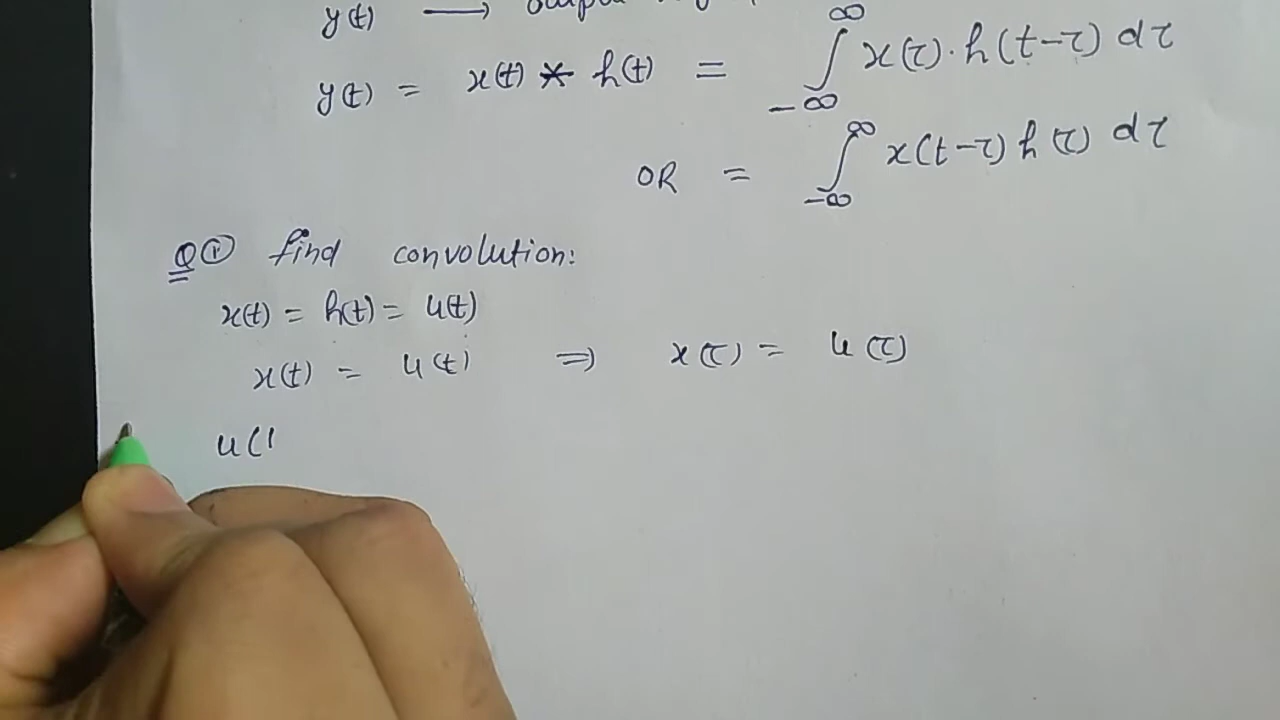 y(t) ⟶
y(t) = x(t) * h(t) = ∫_{-∞}^{∞} x(τ)·h(t-τ) dτ
OR = ∫_{-∞}^{∞} x(t-τ) h(τ) dτ
Q① find convolution:
x(t) = h(t) = u(t)
x(t) = u(t) ⇒ x(τ) = u(τ)
u(